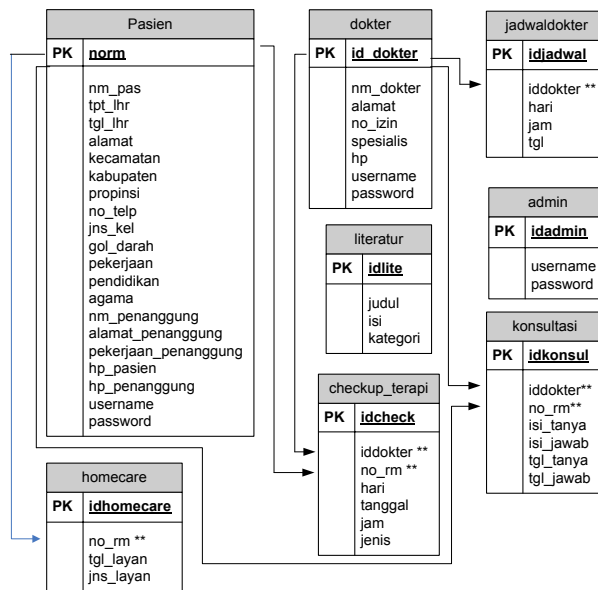 Pasien
PK norm
nm_pas
tpt_lhr
tgl_lhr
alamat
kecamatan
kabupaten
propinsi
no_telp
jns_kel
gol_darah
pekerjaan
pendidikan
agama
nm_penanggung
alamat_penanggung
pekerjaan_penanggung
hp_pasien
hp_penanggung
username
password
homecare
PK idhomecare
no_rm **
tgl_layan
jns_layan
dokter
PK id_dokter
nm_dokter
alamat
no_izin
spesialis
hp
username
password
literatur
PK idlite
judul
isi
kategori
checkup_terapi
PK idcheck
iddokter **
no_rm **
hari
tanggal
jam
jenis
jadwaldokter
PK idjadwal
iddokter **
hari
jam
tgl
admin
PK idadmin
username
password
konsultasi
PK idkonsul
iddokter**
no_rm**
isi_tanya
isi_jawab
tgl_tanya
tgl_jawab